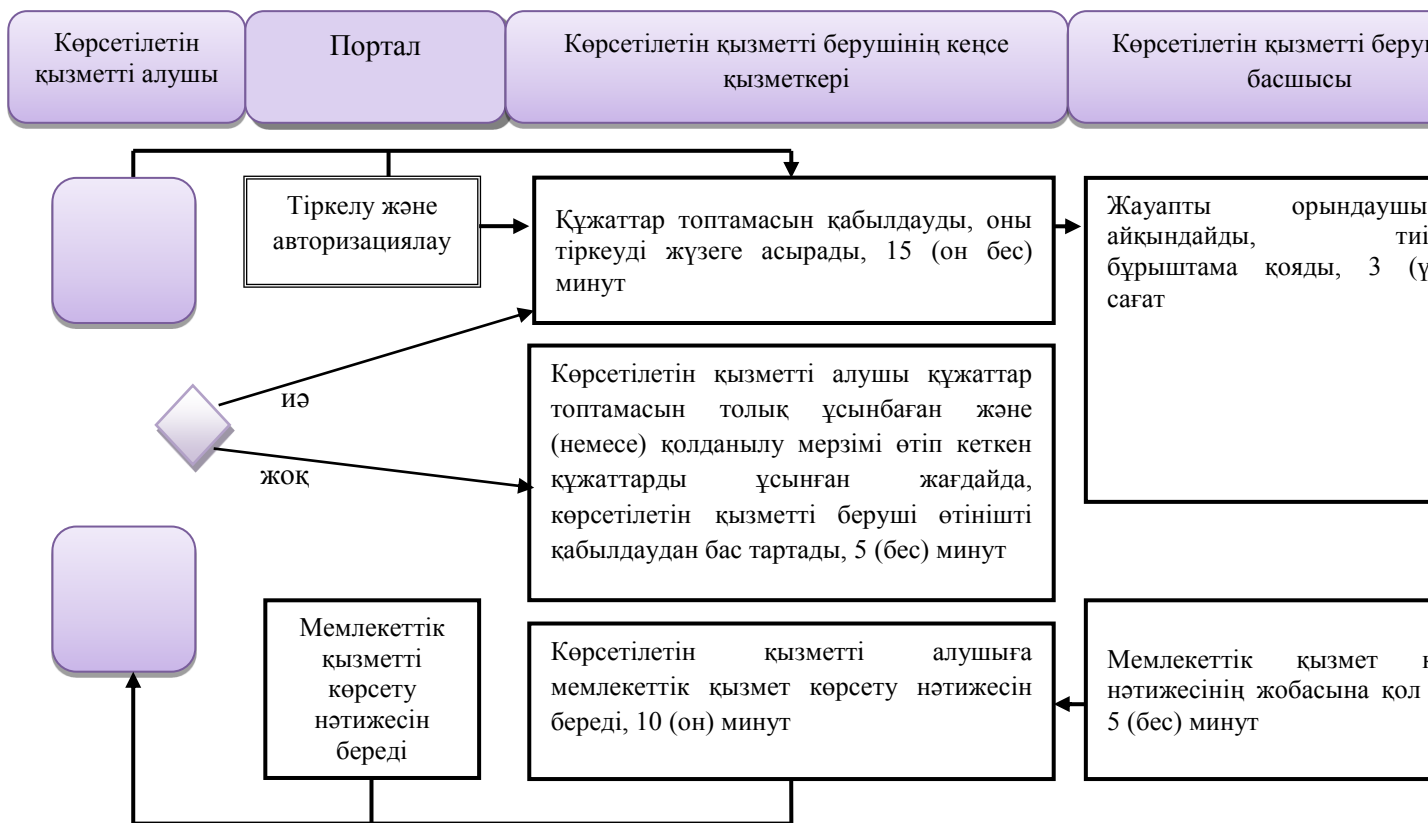 Көрсетілетін
қызметті алушы
Портал
Көрсетілетін қызметті берушінің кеңсе
қызметкері
Көрсетілетін қызметті
басшысы
Тіркелу және
авторизациялау
Құжаттар топтамасын қабылдауды, оны
тіркеуді жүзеге асырады, 15 (он бес)
минут
Жауапты орындаушы
айқындайды,
бұрыштама қояды, 3
сағат
иә
жоқ
Көрсетілетін қызметті алушы құжаттар
топтамасын толық ұсынбаған және
(немесе) қолданылу мерзімі өтіп кеткен
құжаттарды ұсынған жағдайда,
көрсетілетін қызметті беруші өтінішті
қабылдаудан бас тартады, 5 (бес) минут
Мемлекеттік
қызметті
көрсету
нәтижесін
береді
Көрсетілетін қызметті алушыға
мемлекеттік қызмет көрсету нәтижесін
береді, 10 (он) минут
Мемлекеттік қызмет
нәтижесінің жобасына қол
5 (бес) минут